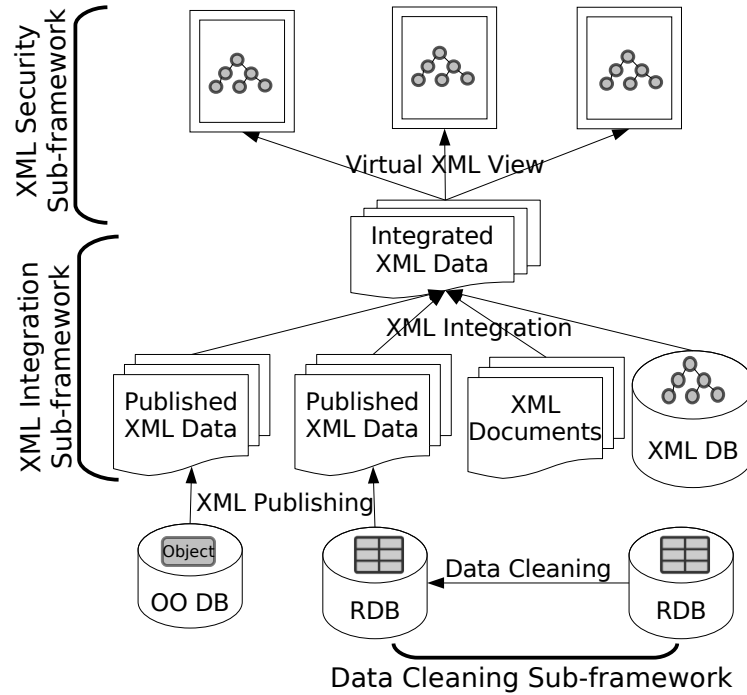 XML Security
Sub-framework
Virtual XML View
Integrated
XML Data
XML Integration
Sub-framework
XML Integration
Published
XML Data
Published
XML Data
XML
Documents
XML DB
XML Publishing
Object
OO DB
RDB
Data Cleaning
RDB
Data Cleaning Sub-framework